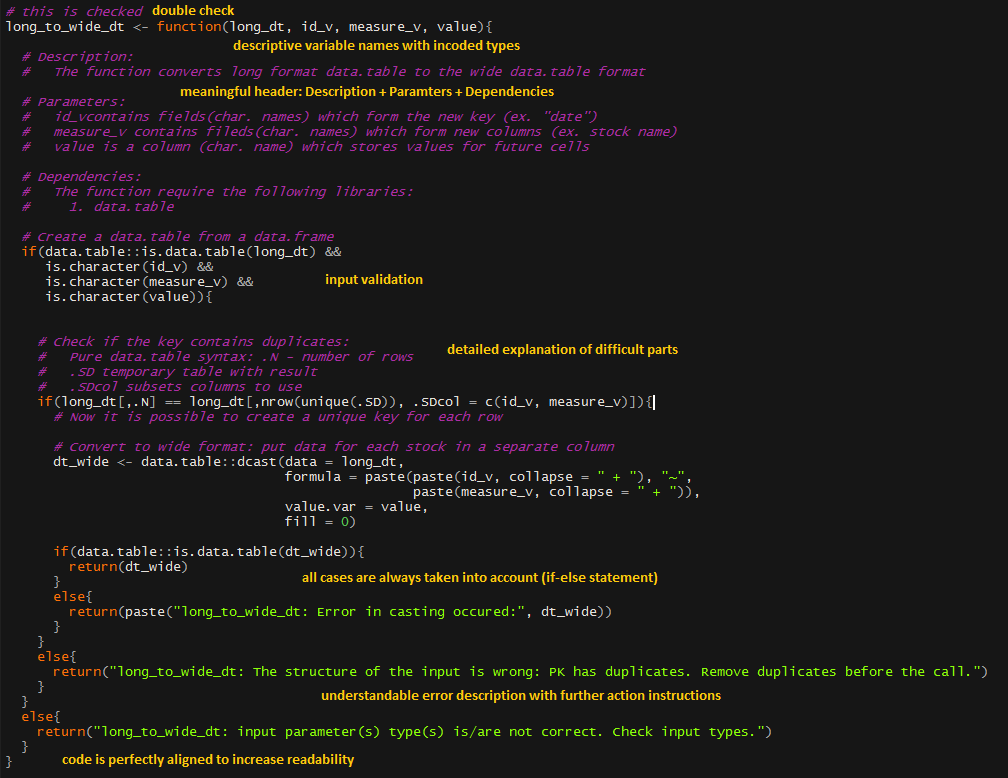 # this is checked double check
long_to_wide_dt <- function(long_dt, id_v, measure_v, value){
descriptive variable names with incoded types
# Description:
#   The function converts long format data.table to the wide data.table format
meaningful header: Description + Paramters + Dependencies
# Parameters:
#   id_vcontains fields(char. names) which form the new key (ex. "date")
#   measure_v contains fileds(char. names) which form new columns (ex. stock name)
#   value is a column (char. name) which stores values for future cells
# Dependencies:
#   The function require the following libraries:
#     1. data.table
# Create a data.table from a data.frame
if(data.table::is.data.table(long_dt) &&
is.character(id_v) &&
is.character(measure_v) && input validation
is.character(value)){
# Check if the key contains duplicates:
detailed explanation of difficult parts
#   Pure data.table syntax: .N - number of rows
#   .SD temporary table with result
#   .SDcol subsets columns to use
if(long_dt[,.N] == long_dt[,nrow(unique(.SD)), .SDcol = c(id_v, measure_v)]){
# Now it is possible to create a unique key for each row
# Convert to wide format: put data for each stock in a separate column
dt_wide <- data.table::dcast(data = long_dt,
formula = paste(paste(id_v, collapse = " + "), "~",
paste(measure_v, collapse = " + ")),
value.var = value,
fill = 0)
if(data.table::is.data.table(dt_wide)){
return(dt_wide)
} all cases are always taken into account (if-else statement)
else{
return(paste("long_to_wide_dt: Error in casting occured:", dt_wide))
}
}
else{
return("long_to_wide_dt: The structure of the input is wrong: PK has duplicates. Remove duplicates before the call.")
}
understandable error description with further action instructions
}
else{
return("long_to_wide_dt: input parameter(s) type(s) is/are not correct. Check input types.")
}
} code is perfectly aligned to increase readability